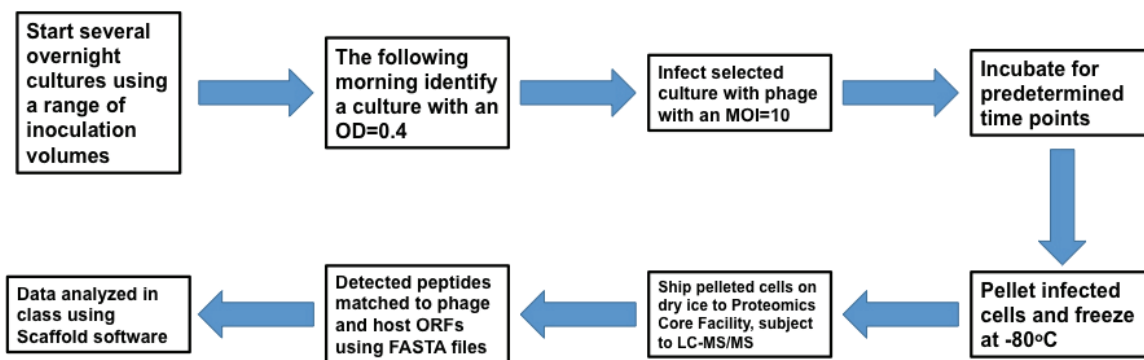 Start several
overnight
cultures using
a range of
inoculation
volumes
The following
morning identify
a culture with an
OD=0.4
Infect selected
culture with phage
with an MOI=10
Incubate for
predetermined
time points
Pellet infected
cells and freeze
at -80ºC
Ship pelleted cells on
dry ice to Proteomics
Core Facility, subject
to LC-MS/MS
Detected peptides
matched to phage
and host ORFs
using FASTA files
Data analyzed in
class using
Scaffold software